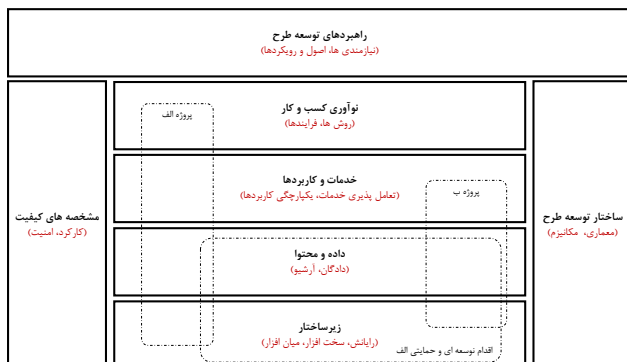 راهبردهای توسعه طرح
(نیازمندی ها، اصول و رویکردها)
نوآوری کسب و کار
(روش ها، فرایندها)
پروژه الف
خدمات و کاربردها
(تعامل پذیری خدمات، یکپارچگی کاربردها)
پروژه ب
ساختار توسعه طرح
(معماری، مکانیزم)
مشخصه های کیفیت
(کارکرد، امنیت)
داده و محتوا
(دادگان، آرشیو)
زیرساختار
(رایانش، سخت افزار، میان افزار)
اقدام توسعه ای و حمایتی الف